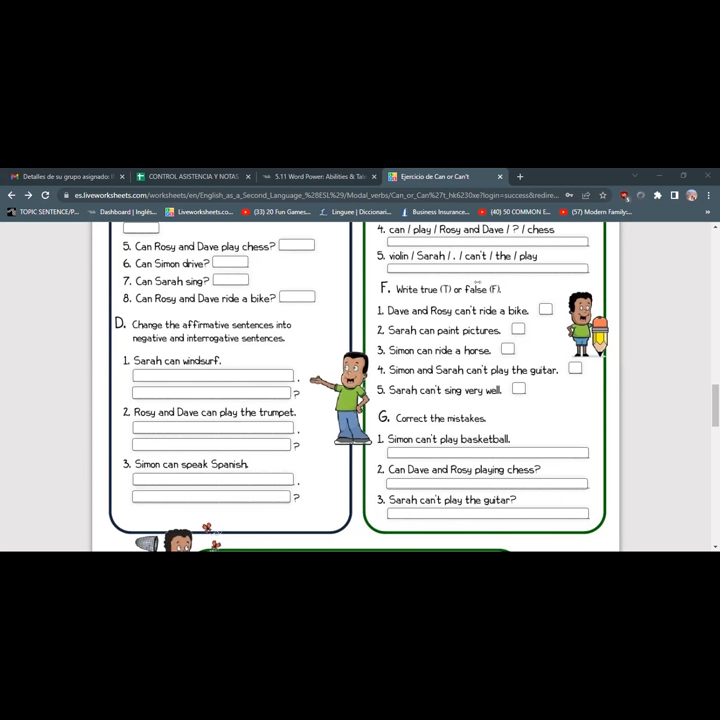 Detalles de su grupo asignador
CONTROL ASISTENCIA Y NOTAS
5.11 Word Power: Abilities & Tale
Ejercicio de Can or Can't
es.liveworksheets.com/worksheets/en/English_as_a_Second_Language_%28ESL%29/Modal_verbs/Can_or_Can%27t_hk6230xe?login=success&redire...
TOPIC SENTENCE/P...
Dashboard | Inglés...
Liveworksheets.co...
(33) 20 Fun Games...
Linguee | Diccionari...
Business Insurance...
(40) 50 COMMON E...
(57) Modern Family:...
5. Can Rosy and Dave play chess?
6. Can Simon drive?
7. Can Sarah sing?
8. Can Rosy and Dave ride a bike?
D. Change the affirmative sentences into
negative and interrogative sentences.
1. Sarah can windsurf.
.
?
2. Rosy and Dave can play the trumpet.
.
?
3. Simon can speak Spanish.
.
?
4. can / play / Rosy and Dave / ? / chess
5. violin / Sarah / . / can't / the / play
F. Write true (T) or false (F).
1. Dave and Rosy can't ride a bike.
2. Sarah can paint pictures.
3. Simon can ride a horse.
4. Simon and Sarah can't play the guitar.
5. Sarah can't sing very well.
G. Correct the mistakes.
1. Simon can't play basketball.
2. Can Dave and Rosy playing chess?
3. Sarah can't play the guitar?